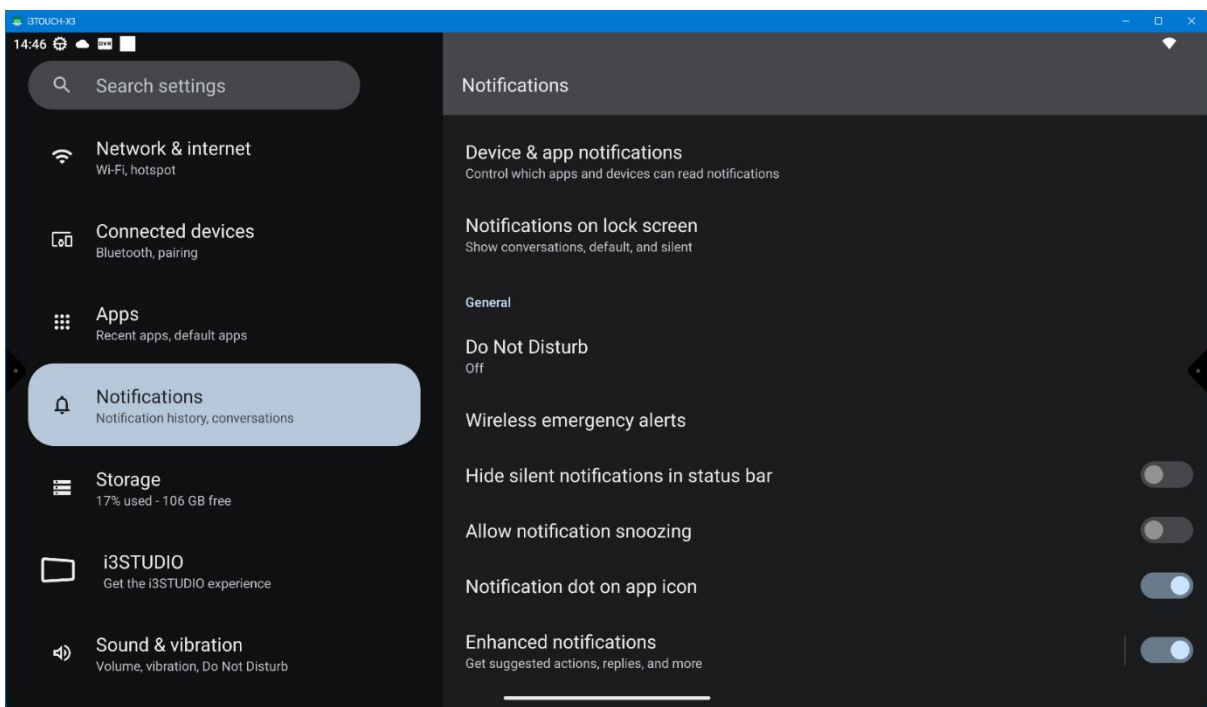 i3TOUCH-X3
14:46
DVR
Search settings
Network & internet
Wi-Fi, hotspot
Connected devices
Bluetooth, pairing
Apps
Recent apps, default apps
Notifications
Notification history, conversations
Storage
17% used - 106 GB free
i3STUDIO
Get the i3STUDIO experience
Sound & vibration
Volume, vibration, Do Not Disturb
Notifications
Device & app notifications
Control which apps and devices can read notifications
Notifications on lock screen
Show conversations, default, and silent
General
Do Not Disturb
Off
Wireless emergency alerts
Hide silent notifications in status bar
Allow notification snoozing
Notification dot on app icon
Enhanced notifications
Get suggested actions, replies, and more